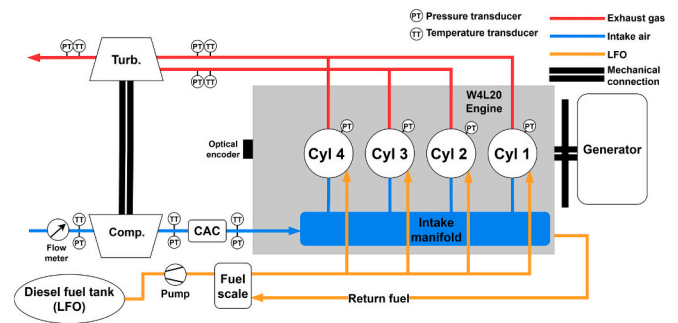 PT Pressure transducer
TT Temperature transducer
Exhaust gas
Intake air
LFO
Mechanical
connection
PT TT
Turb.
TT PT
TT PT
W4L20
Engine
Optical
encoder
PT
PT
PT
PT
Cyl 4
Cyl 3
Cyl 2
Cyl 1
Generator
TT
PT
Comp.
TT
PT
CAC
TT
PT
Intake
manifold
Flow
meter
Diesel fuel tank
(LFO)
Pump
Fuel
scale
Return fuel